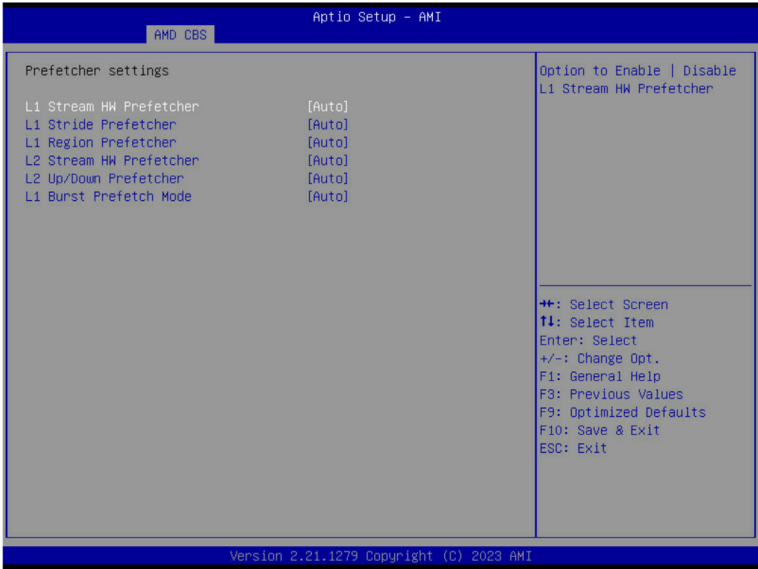 Aptio Setup – AMI
AMD CBS
Prefetcher settings
L1 Stream HW Prefetcher [Auto]
L1 Stride Prefetcher [Auto]
L1 Region Prefetcher [Auto]
L2 Stream HW Prefetcher [Auto]
L2 Up/Down Prefetcher [Auto]
L1 Burst Prefetch Mode [Auto]
Option to Enable | Disable
L1 Stream HW Prefetcher
→←: Select Screen
↑↓: Select Item
Enter: Select
+/-: Change Opt.
F1: General Help
F3: Previous Values
F9: Optimized Defaults
F10: Save & Exit
ESC: Exit
Version 2.21.1279 Copyright (C) 2023 AMI